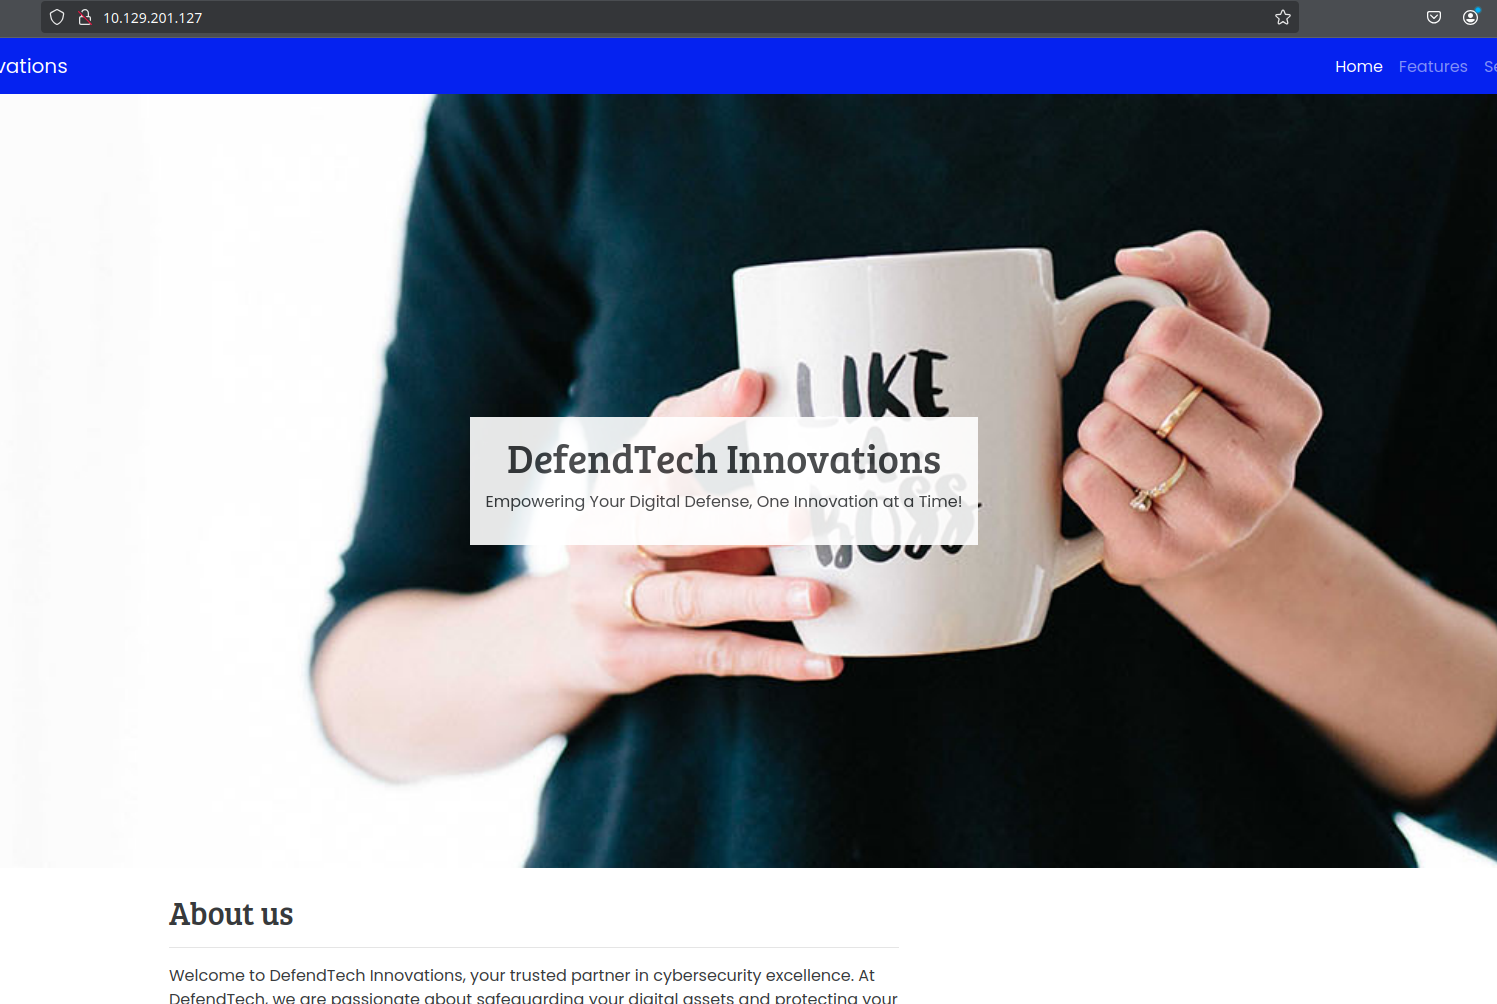 10.129.201.127
vations
Home Features Se
LIKE
A
BOSS.
DefendTech Innovations
Empowering Your Digital Defense, One Innovation at a Time!
About us
Welcome to DefendTech Innovations, your trusted partner in cybersecurity excellence. At
DefendTech, we are passionate about safeguarding your digital assets and protecting your